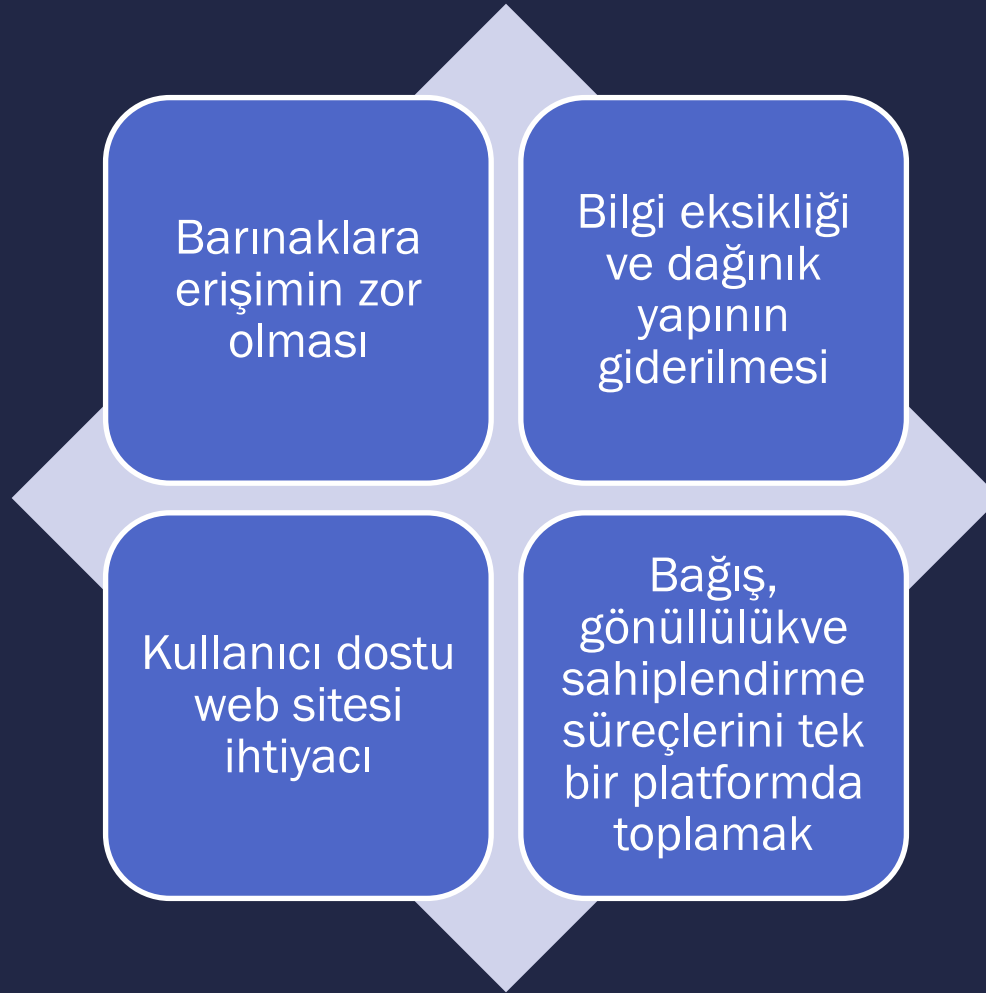 Barınaklara
erişimin zor
olması
Bilgi eksikliği
ve dağınık
yapının
giderilmesi
Kullanıcı dostu
web sitesi
ihtiyacı
Bağış,
gönüllülükve
sahiplendirme
süreçlerini tek
bir platformda
toplamak